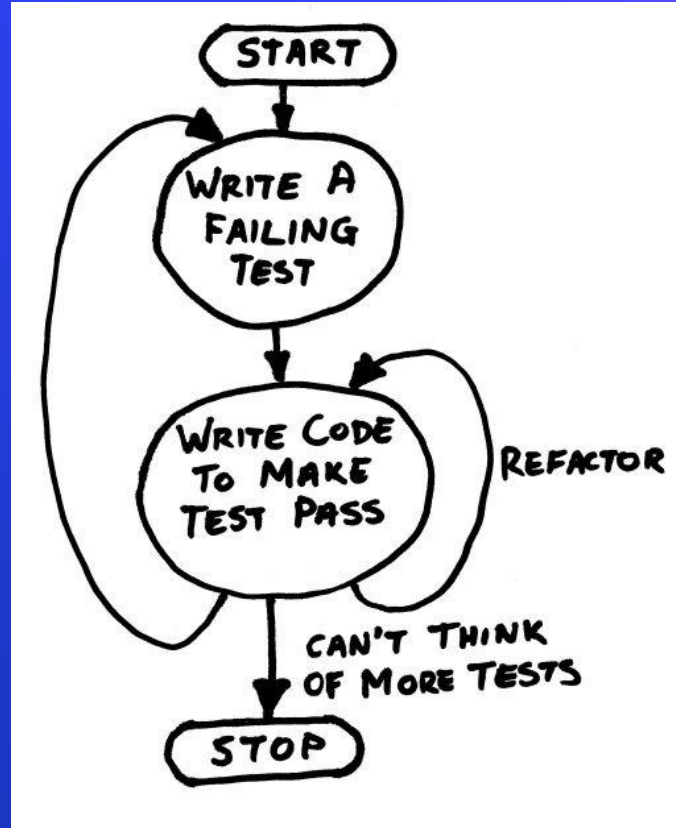 START
WRITE A
FAILING
TEST
WRITE CODE
TO MAKE
TEST PASS
REFACTOR
CAN'T THINK
OF MORE TESTS
STOP